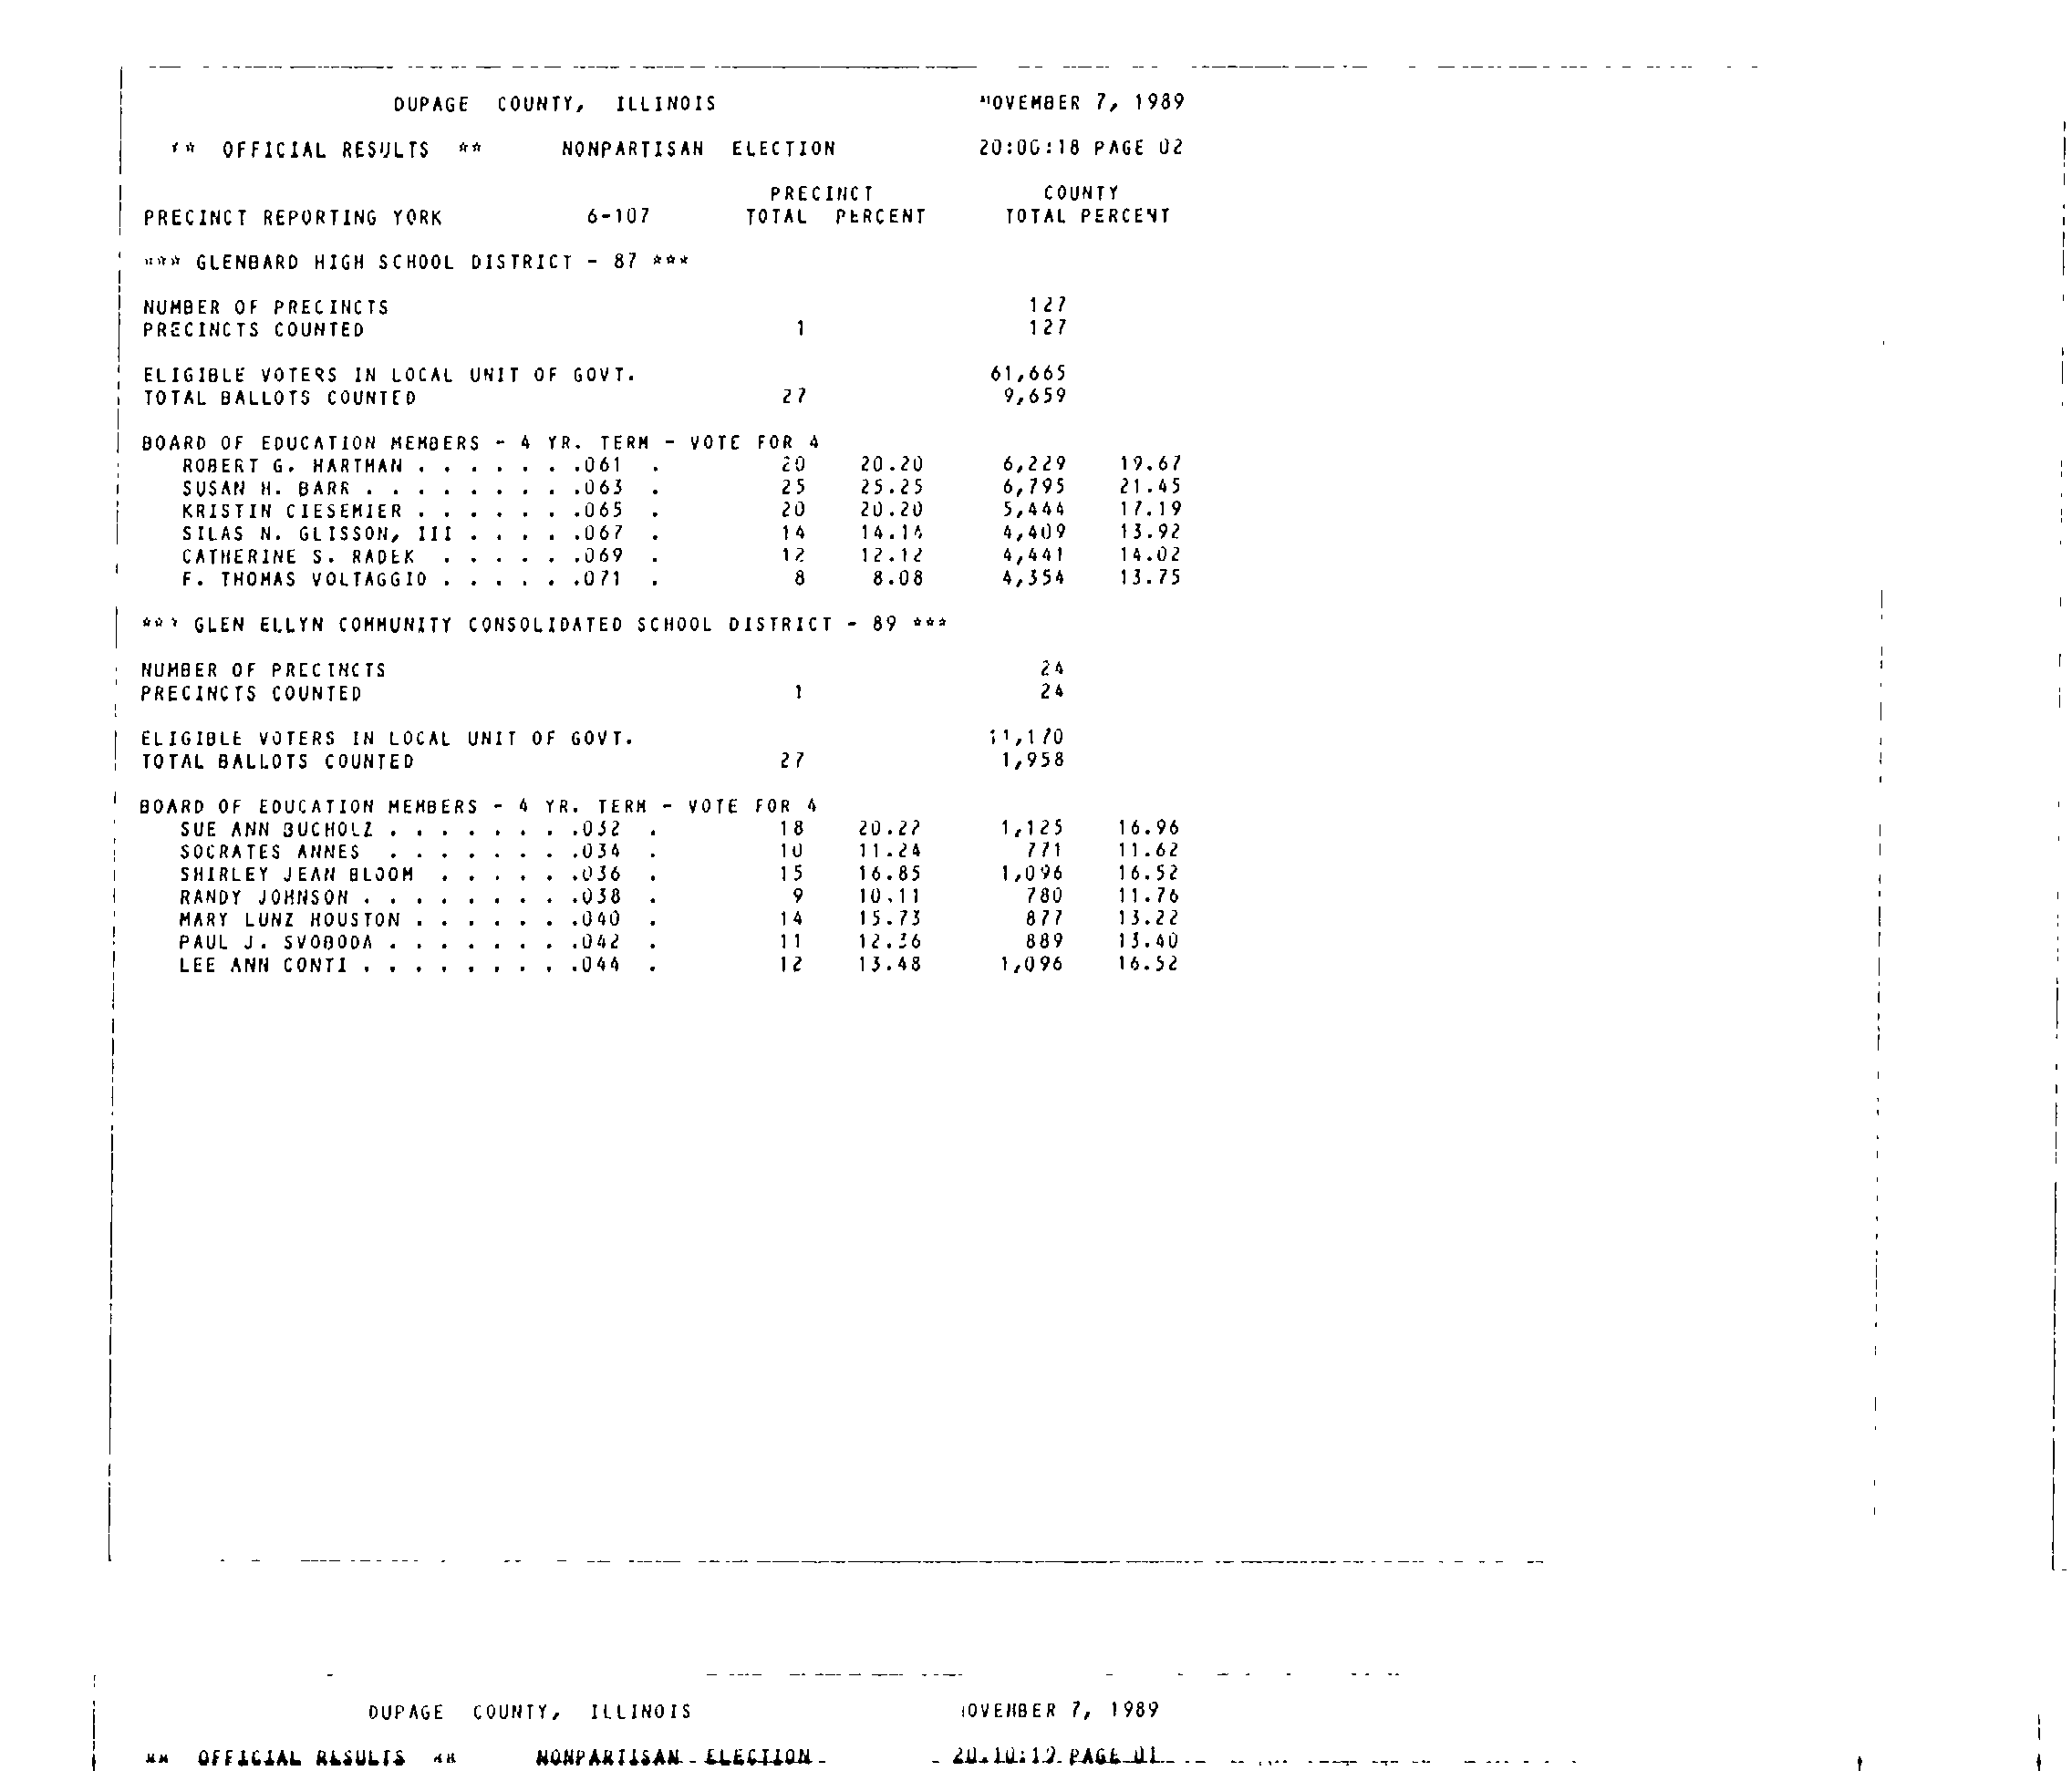 DUPAGE COUNTY, ILLINOIS NOVEMBER 7, 1989
** OFFICIAL RESULTS ** NONPARTISAN ELECTION 20:06:18 PAGE 02
PRECINCT COUNTY
PRECINCT REPORTING YORK 6-107 TOTAL PERCENT TOTAL PERCENT
*** GLENBARD HIGH SCHOOL DISTRICT - 87 ***
NUMBER OF PRECINCTS 127
PRECINCTS COUNTED 1 127
ELIGIBLE VOTERS IN LOCAL UNIT OF GOVT. 61,665
TOTAL BALLOTS COUNTED 27 9,659
BOARD OF EDUCATION MEMBERS - 4 YR. TERM - VOTE FOR 4
ROBERT G. HARTMAN . . . . . . .061 . 20 20.20 6,229 19.67
SUSAN H. BARR . . . . . . . . .063 . 25 25.25 6,795 21.45
KRISTIN CIESEMIER . . . . . . .065 . 20 20.20 5,444 17.19
SILAS N. GLISSON, III . . . . .067 . 14 14.14 4,409 13.92
CATHERINE S. RADEK . . . . . .069 . 12 12.12 4,441 14.02
F. THOMAS VOLTAGGIO . . . . . .071 . 8 8.08 4,354 13.75
*** GLEN ELLYN COMMUNITY CONSOLIDATED SCHOOL DISTRICT - 89 ***
NUMBER OF PRECINCTS 24
PRECINCTS COUNTED 1 24
ELIGIBLE VOTERS IN LOCAL UNIT OF GOVT. 11,170
TOTAL BALLOTS COUNTED 27 1,958
BOARD OF EDUCATION MEMBERS - 4 YR. TERM - VOTE FOR 4
SUE ANN BUCHOLZ . . . . . . . .032 . 18 20.22 1,125 16.96
SOCRATES ANNES . . . . . . . .034 . 10 11.24 771 11.62
SHIRLEY JEAN BLOOM . . . . . .036 . 15 16.85 1,096 16.52
RANDY JOHNSON . . . . . . . . .038 . 9 10.11 780 11.76
MARY LUNZ HOUSTON . . . . . . .040 . 14 15.73 877 13.22
PAUL J. SVOBODA . . . . . . . .042 . 11 12.36 889 13.40
LEE ANN CONTI . . . . . . . . .044 . 12 13.48 1,096 16.52
DUPAGE COUNTY, ILLINOIS NOVEMBER 7, 1989
** OFFICIAL RESULTS ** NONPARTISAN ELECTION 20:10:19 PAGE 01